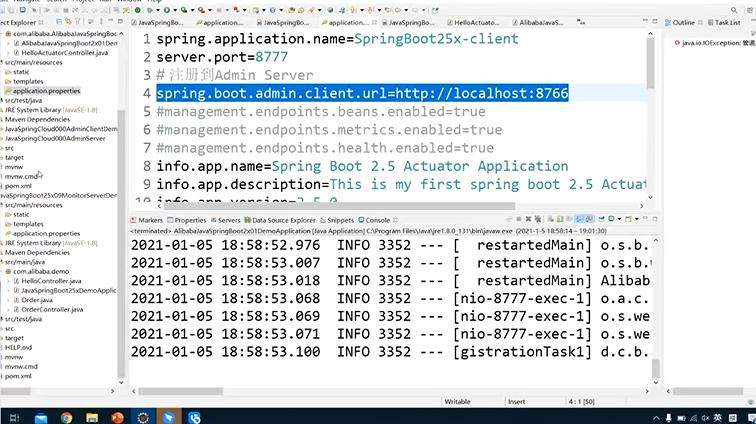 JavaSpringBo...
application....
JavaSpringBo...
application....
JavaSpringBo...
HelloActuator...
AlibabaJavaS...
ect Explorer
Outline
Task List
com.alibaba.demo
AlibabaJavaSpringBoot2x01Demo
HelloActuatorController.java
src/main/resources
static
templates
application.properties
src/test/java
JRE System Library [JavaSE-1.8]
Maven Dependencies
JavaSpringCloud000AdminClientDem
JavaSpringCloud000AdminServer
src
target
mvnw
mvnw.cmd
pom.xml
avaSpringBoot25x09MonitorServerDem
src/main/resources
static
templates
application.properties
JRE System Library [JavaSE-1.8]
Maven Dependencies
src/main/java
com.alibaba.demo
HelloController.java
JavaSpringBoot25xDemoApplic
Order.java
OrderController.java
src/test/java
src
target
HELP.md
mvnw
mvnw.cmd
pom.xml
1 spring.application.name=SpringBoot25x-client
2 server.port=8777
3 # 注册到Admin Server
4 spring.boot.admin.client.url=http://localhost:8766
5 #management.endpoints.beans.enabled=true
6 #management.endpoints.metrics.enabled=true
7 #management.endpoints.health.enabled=true
8 info.app.name=Spring Boot 2.5 Actuator Application
9 info.app.description=This is my first spring boot 2.5 Actuat
10 info.app.version=2.5.0
java.io.IOException: 管道
Markers Properties Servers Data Source Explorer Snippets Console
<terminated> AlibabaJavaSpringBoot2x01Demo [Java Application] C:\Program Files\Java\jre1.8.0_131\bin\javaw.exe (2021-1-5 18:58:14 – 19:01:30)
2021-01-05 18:58:52.976 INFO 3352 --- [ restartedMain] o.s.b.
2021-01-05 18:58:53.007 INFO 3352 --- [ restartedMain] o.s.b.
2021-01-05 18:58:53.018 INFO 3352 --- [ restartedMain] Alibab
2021-01-05 18:58:53.068 INFO 3352 --- [nio-8777-exec-1] o.a.c.
2021-01-05 18:58:53.069 INFO 3352 --- [nio-8777-exec-1] o.s.we
2021-01-05 18:58:53.071 INFO 3352 --- [nio-8777-exec-1] o.s.we
2021-01-05 18:58:53.100 INFO 3352 --- [gistrationTask1] d.c.b.
Writable
Insert
4 : 1 [50]
英